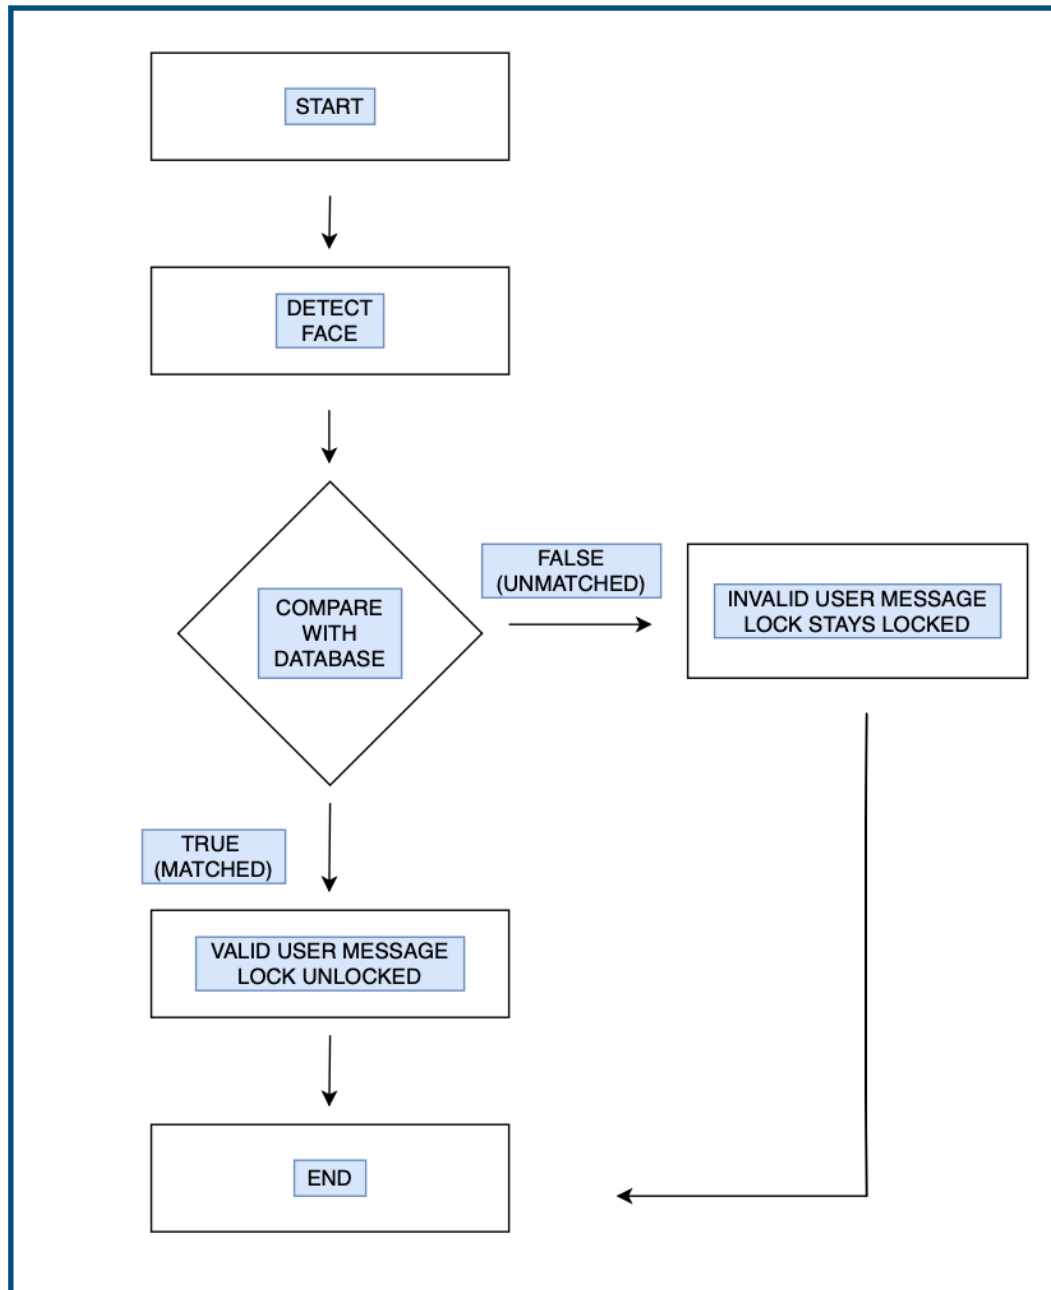 START
DETECT
FACE
COMPARE
WITH
DATABASE
FALSE
(UNMATCHED)
INVALID USER MESSAGE
LOCK STAYS LOCKED
TRUE
(MATCHED)
VALID USER MESSAGE
LOCK UNLOCKED
END